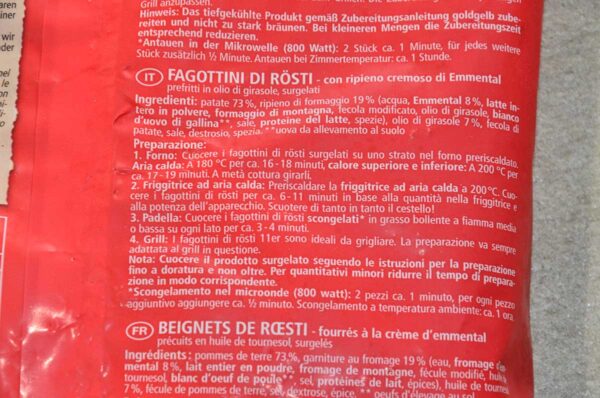 Grill anzupassen.
Hinweis: Das tiefgekühlte Produkt gemäß Zubereitungsanleitung goldgelb zube-
reiten und nicht zu stark bräunen. Bei kleineren Mengen die Zubereitungszeit
entsprechend reduzieren.
*Antauen in der Mikrowelle (800 Watt): 2 Stück ca. 1 Minute, für jedes weitere
Stück zusätzlich ½ Minute. Antauen bei Zimmertemperatur: ca. 1 Stunde.
IT FAGOTTINI DI RÖSTI - con ripieno cremoso di Emmental
prefritti in olio di girasole, surgelati
Ingredienti: patate 73%, ripieno di formaggio 19% (acqua, Emmental 8%, latte in-
tero in polvere, formaggio di montagna, fecola modificato, olio di girasole, bianco
d'uovo di gallina**, sale, proteine del latte, spezie), olio di girasole 7%, fecola di
patate, sale, destrosio, spezia. **uova da allevamento al suolo
Preparazione:
1. Forno: Cuocere i fagottini di rösti surgelati su uno strato nel forno preriscaldato.
Aria calda: A 180°C per ca. 16-18 minuti, calore superiore e inferiore: A 200°C per
ca. 17-19 minuti. A metà cottura girarli.
2. Friggitrice ad aria calda: Preriscaldare la friggitrice ad aria calda a 200°C. Cuo-
cere i fagottini di rösti per ca. 6-11 minuti in base alla quantità nella friggitrice e
alla potenza dell'apparecchio. Scuotere di tanto in tanto il cestello!
3. Padella: Cuocere i fagottini di rösti scongelati* in grasso bollente a fiamma media
o bassa su ogni lato per ca. 3-4 minuti.
4. Grill: I fagottini di rösti 11er sono ideali da grigliare. La preparazione va sempre
adattata al grill in questione.
Nota: Cuocere il prodotto surgelato seguendo le istruzioni per la preparazione
fino a doratura e non oltre. Per quantitativi minori ridurre il tempo di prepara-
zione in modo corrispondente.
*Scongelamento nel microonde (800 watt): 2 pezzi ca. 1 minuto, per ogni pezzo
aggiuntivo aggiungere ca. ½ minuto. Scongelamento a temperatura ambiente: ca. 1 ora
FR BEIGNETS DE RŒSTI - fourrés à la crème d'emmental
précuits en huile de tournesol, surgelés
Ingrédients: pommes de terre 73%, garniture au fromage 19% (eau, fromage d'em-
mental 8%, lait entier en poudre, fromage de montagne, fécule modifié, huile
tournesol, blanc d'oeuf de poule**, sel, protéines de lait, épices), huile de tournesol
7%, fécule de pommes de terre, sel, dextrose, épice. **oeufs d'élevage au sol